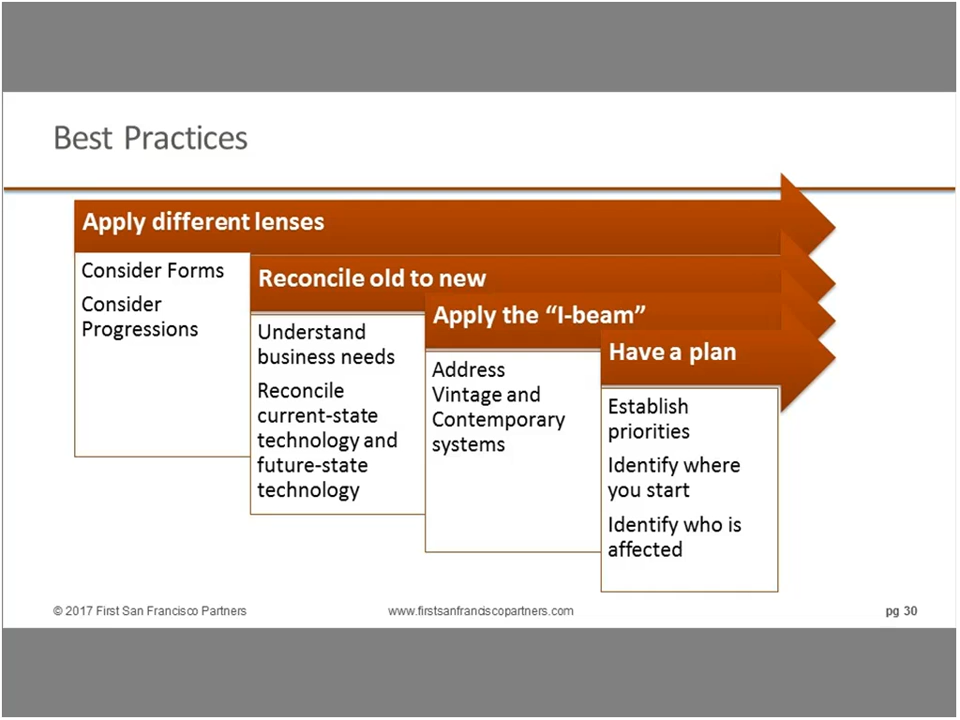 Best Practices
Apply different lenses
Consider Forms
Consider
Progressions
Reconcile old to new
Understand
business needs
Reconcile
current-state
technology and
future-state
technology
Apply the “I-beam”
Address
Vintage and
Contemporary
systems
Have a plan
Establish
priorities
Identify where
you start
Identify who is
affected
© 2017 First San Francisco Partners
www.firstsanfranciscopartners.com
pg 30